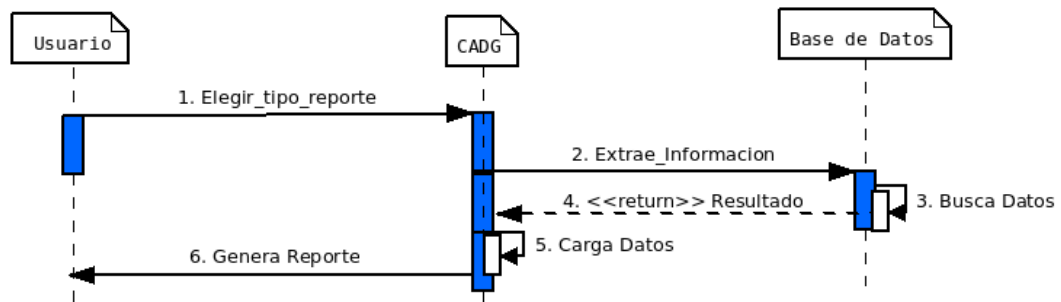 Usuario
CADG
Base de Datos
1. Elegir_tipo_reporte
2. Extrae_Informacion
4. <<return>> Resultado
3. Busca Datos
5. Carga Datos
6. Genera Reporte